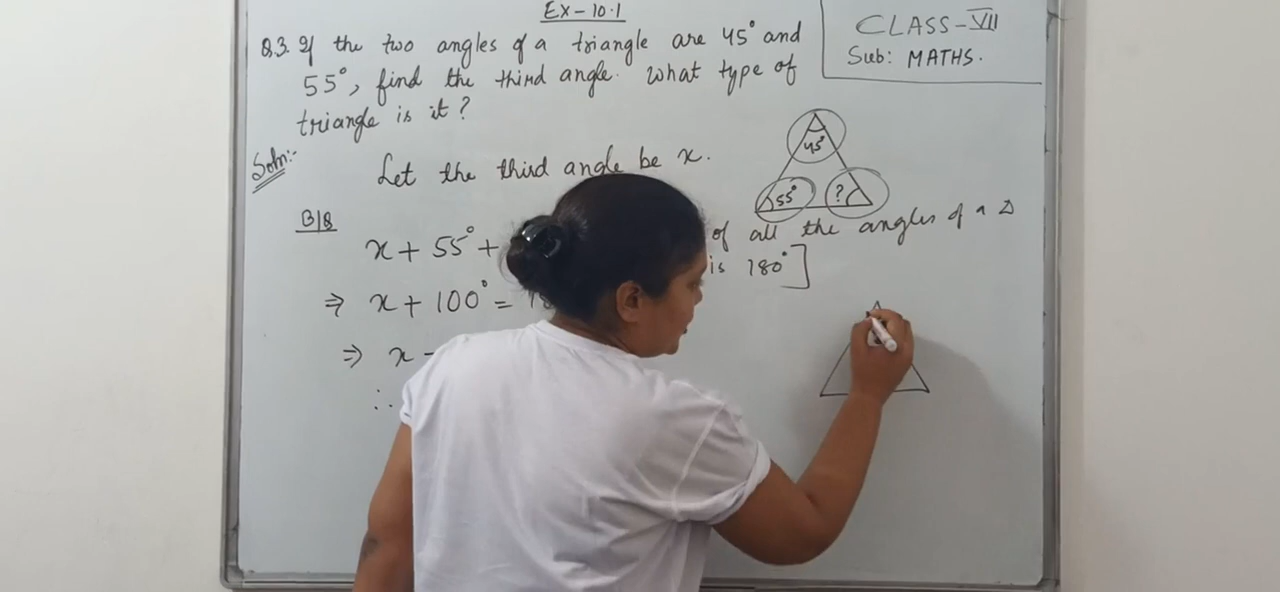 EX-10.1
CLASS-VII
Sub: MATHS.
Q.3. If the two angles of a triangle are 45° and
55°, find the third angle. What type of
triangle is it?
Soln:-
Let the third angle be x.
45°
55°
?
x + 55° +
of all the angles of a Δ
is 180°]
⇒ x + 100° =
⇒ x -
∴